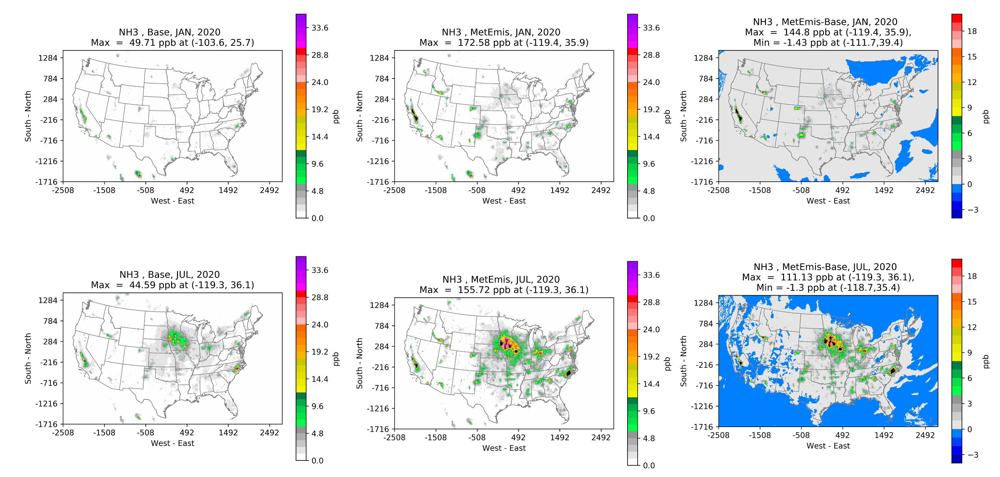 NH3 , Base, JAN, 2020
Max  =  49.71 ppb at (-103.6, 25.7)
1284
784
284
-216
-716
-1216
-1716
South - North
-2508 -1508 -508 492 1492 2492
West - East
33.6
28.8
24.0
19.2
14.4
9.6
4.8
0.0
ppb
NH3 , MetEmis, JAN, 2020
Max  =  172.58 ppb at (-119.4, 35.9)
1284
784
284
-216
-716
-1216
-1716
South - North
-2508 -1508 -508 492 1492 2492
West - East
33.6
28.8
24.0
19.2
14.4
9.6
4.8
0.0
ppb
NH3 , MetEmis-Base, JAN, 2020
Max  =  144.8 ppb at (-119.4, 35.9),
Min = -1.43 ppb at (-111.7,39.4)
1284
784
284
-216
-716
-1216
-1716
South - North
-2508 -1508 -508 492 1492 2492
West - East
18
15
12
9
6
3
0
−3
ppb
NH3 , Base, JUL, 2020
Max  =  44.59 ppb at (-119.3, 36.1)
1284
784
284
-216
-716
-1216
-1716
South - North
-2508 -1508 -508 492 1492 2492
West - East
33.6
28.8
24.0
19.2
14.4
9.6
4.8
0.0
ppb
NH3 , MetEmis, JUL, 2020
Max  =  155.72 ppb at (-119.3, 36.1)
1284
784
284
-216
-716
-1216
-1716
South - North
-2508 -1508 -508 492 1492 2492
West - East
33.6
28.8
24.0
19.2
14.4
9.6
4.8
0.0
ppb
NH3 , MetEmis-Base, JUL, 2020
Max  =  111.13 ppb at (-119.3, 36.1),
Min = -1.3 ppb at (-118.7,35.4)
1284
784
284
-216
-716
-1216
-1716
South - North
-2508 -1508 -508 492 1492 2492
West - East
18
15
12
9
6
3
0
−3
ppb